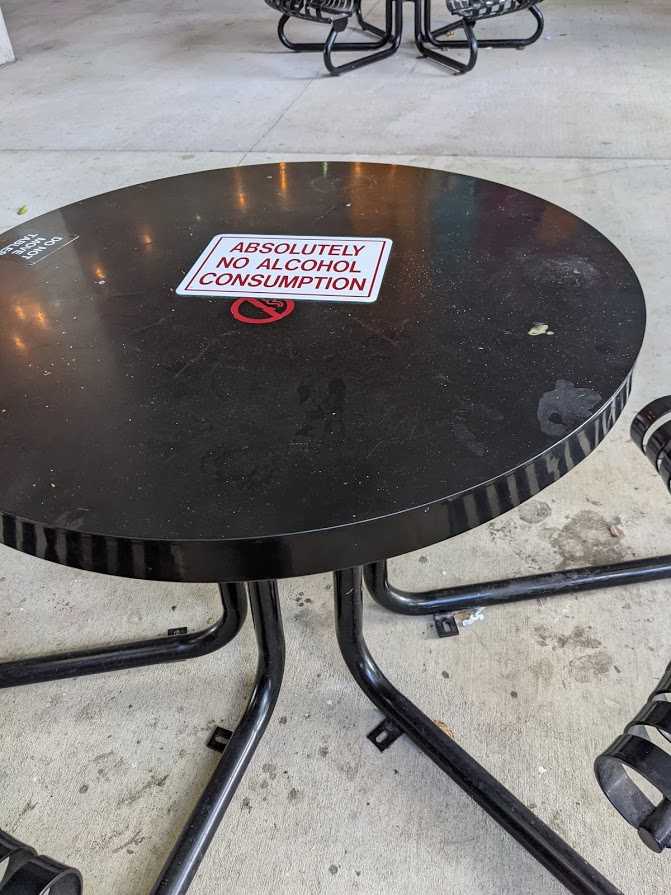 DO NOT
MOVE
TABLES
ABSOLUTELY
NO ALCOHOL
CONSUMPTION